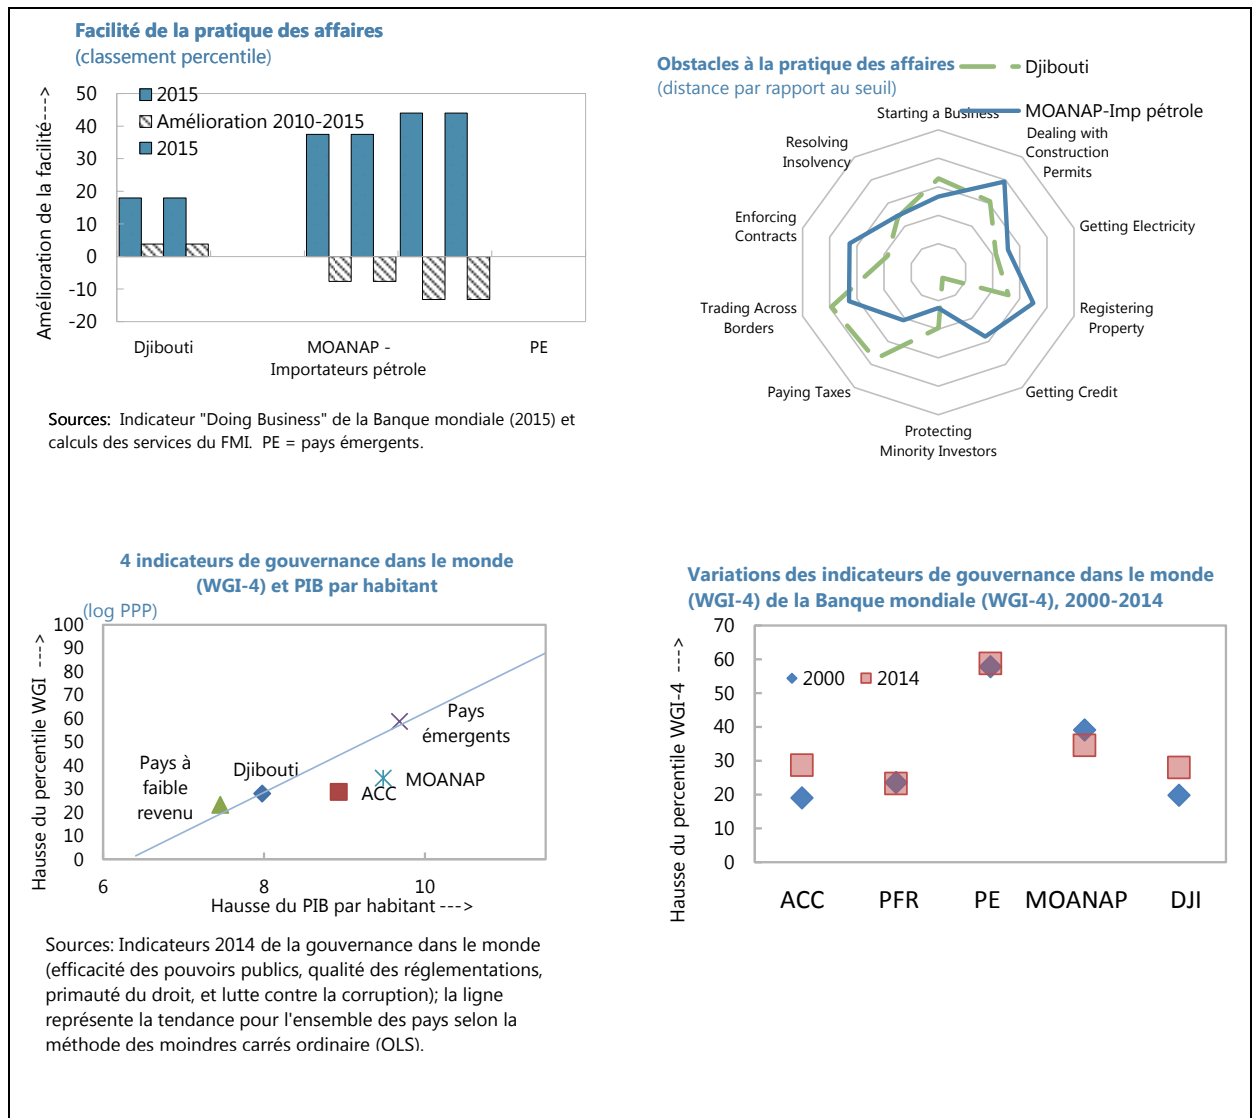 Facilité de la pratique des affaires
(classement percentile)
Amélioration de la facilité--->
50
40
30
20
10
0
-10
-20
2015
Amélioration 2010-2015
2015
Djibouti
MOANAP -
Importateurs pétrole
PE
Sources: Indicateur "Doing Business" de la Banque mondiale (2015) et
calculs des services du FMI. PE = pays émergents.
Obstacles à la pratique des affaires
(distance par rapport au seuil)
Djibouti
MOANAP-Imp pétrole
Starting a Business
Dealing with
Construction
Permits
Getting Electricity
Registering
Property
Getting Credit
Protecting
Minority Investors
Paying Taxes
Trading Across
Borders
Enforcing
Contracts
Resolving
Insolvency
4 indicateurs de gouvernance dans le monde
(WGI-4) et PIB par habitant
(log PPP)
Hausse du percentile WGI --->
100
90
80
70
60
50
40
30
20
10
0
Pays à
faible
revenu
Djibouti
ACC
MOANAP
Pays
émergents
6
8
10
Hausse du PIB par habitant --->
Sources: Indicateurs 2014 de la gouvernance dans le monde
(efficacité des pouvoirs publics, qualité des réglementations,
primauté du droit, et lutte contre la corruption); la ligne
représente la tendance pour l'ensemble des pays selon la
méthode des moindres carrés ordinaire (OLS).
Variations des indicateurs de gouvernance dans le monde
(WGI-4) de la Banque mondiale (WGI-4), 2000-2014
Hausse du percentile WGI-4 --->
70
60
50
40
30
20
10
0
2000
2014
ACC
PFR
PE
MOANAP
DJI